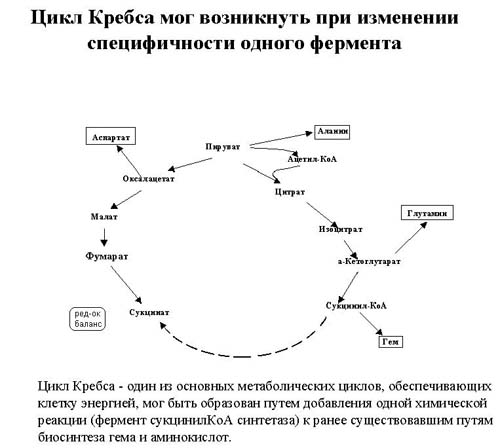 Цикл Кребса мог возникнуть при изменении
специфичности одного фермента
Аланин
Аспартат
Пируват
Ацетил-КоА
Оксалацетат
Цитрат
Малат
Глутамин
Изоцитрат
Фумарат
а-Кетоглутарат
Сукцинил-КоА
ред-ок
баланс
Сукцинат
Гем
Цикл Кребса - один из основных метаболических циклов, обеспечивающих
клетку энергией, мог быть образован путем добавления одной химической
реакции (фермент сукцинилКоА синтетаза) к ранее существовавшим путям
биосинтеза гема и аминокислот.